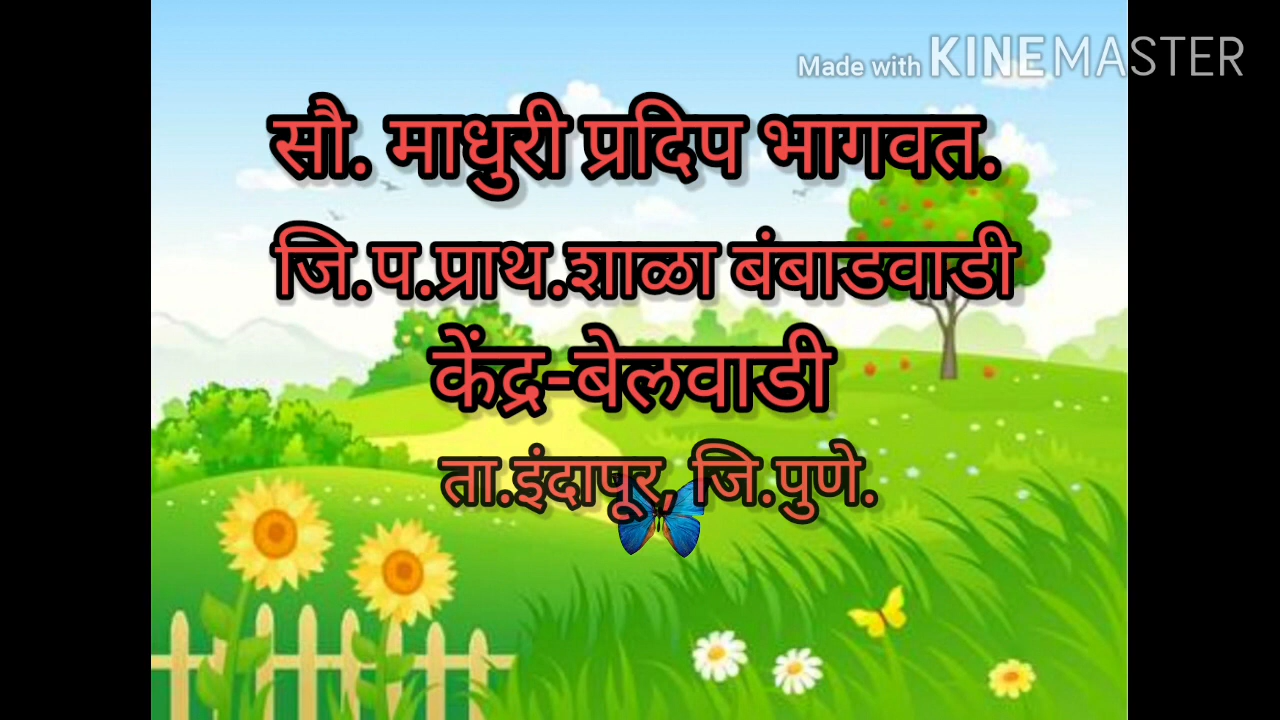 Made with KINEMASTER
सौ. माधुरी प्रदिप भागवत.
जि.प.प्राथ.शाळा बंबाडवाडी
केंद्र-बेलवाडी
ता.इंदापूर, जि.पुणे.